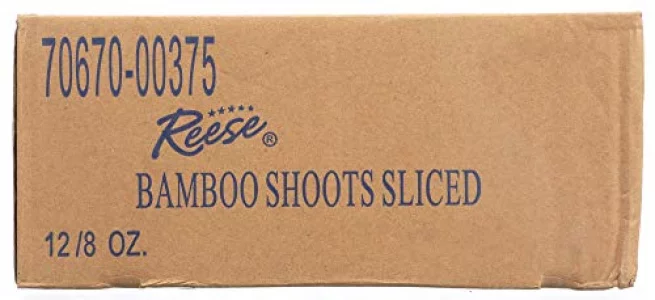 70670-00375
Reese®
BAMBOO SHOOTS SLICED
12/8 OZ.